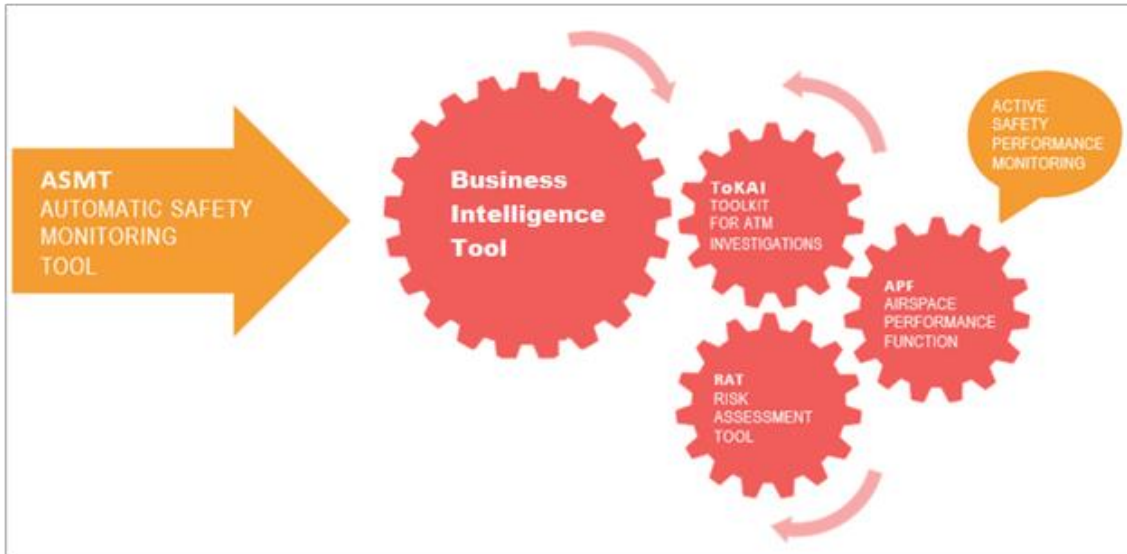 ASMT
AUTOMATIC SAFETY
MONITORING
TOOL
Business
Intelligence
Tool
ToKAI
TOOLKIT
FOR ATM
INVESTIGATIONS
RAT
RISK
ASSESSMENT
TOOL
APF
AIRSPACE
PERFORMANCE
FUNCTION
ACTIVE
SAFETY
PERFORMANCE
MONITORING